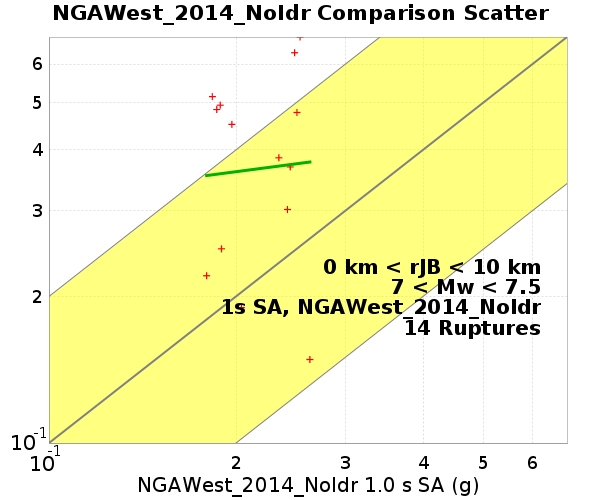 NGAWest_2014_NoIdr Comparison Scatter
6
5
4
3
2
10-1
0 km < rJB < 10 km
7 < Mw < 7.5
1s SA, NGAWest_2014_NoIdr
14 Ruptures
10-1 2 3 4 5 6
NGAWest_2014_NoIdr 1.0 s SA (g)